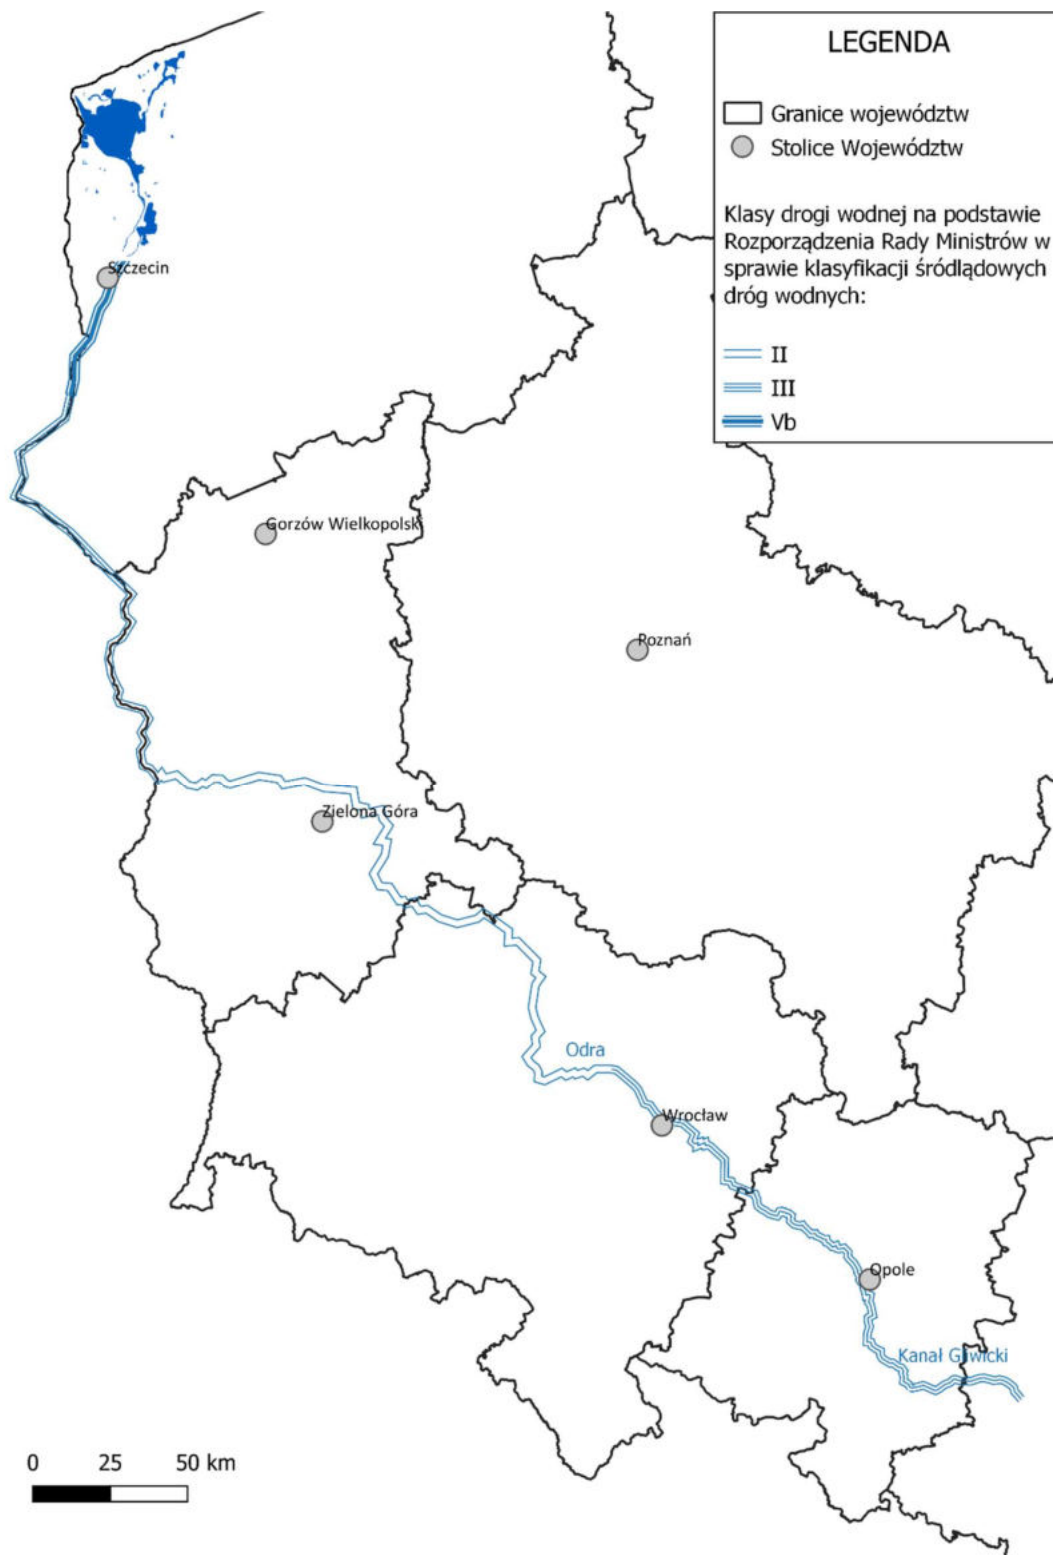 LEGENDA
Granice województw
Stolice Województw
Klasy drogi wodnej na podstawie
Rozporządzenia Rady Ministrów w
sprawie klasyfikacji śródlądowych
dróg wodnych:
II
III
Vb
Szczecin
Gorzów Wielkopolski
Poznań
Zielona Góra
Odra
Wrocław
Opole
Kanał Gliwicki
0 25 50 km